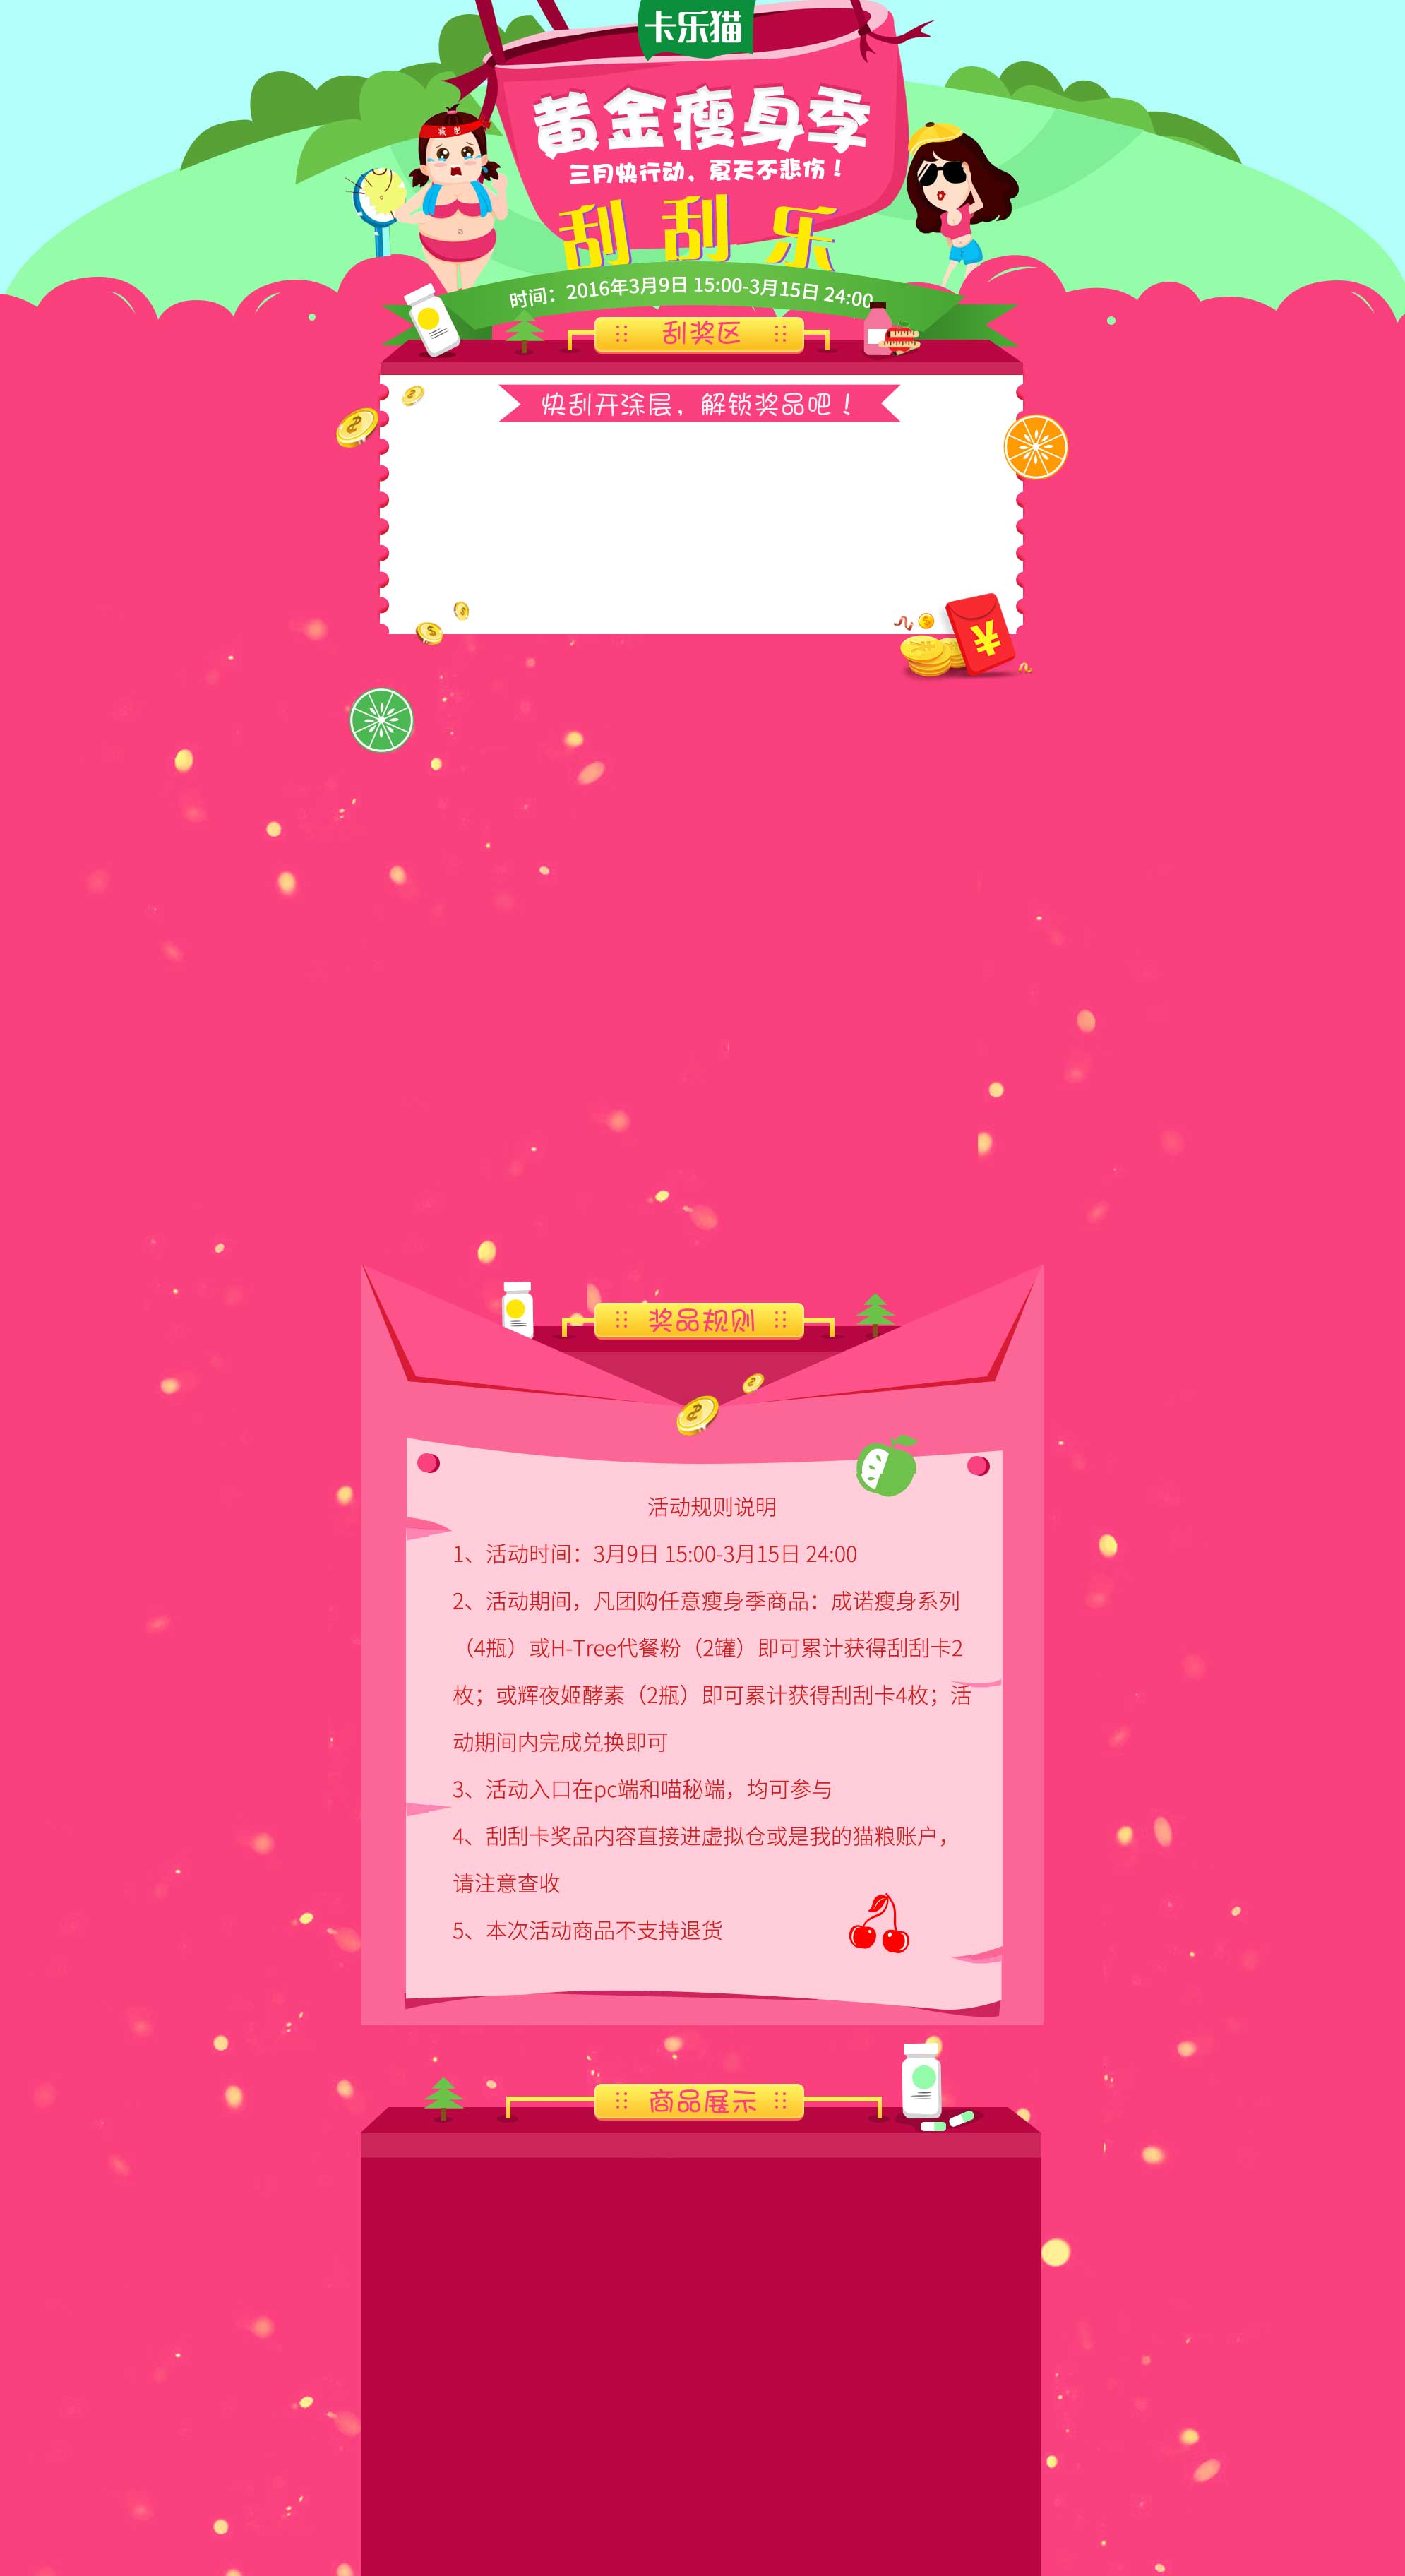 卡乐猫
黄金瘦身季
三月快行动，夏天不悲伤！
减肥
刮刮乐
时间：2016年3月9日 15:00-3月15日 24:00
刮奖区
快刮开涂层，解锁奖品吧！
¥
奖品规则
活动规则说明
1、活动时间：3月9日 15:00-3月15日 24:00
2、活动期间，凡团购任意瘦身季商品：成诺瘦身系列
（4瓶）或H-Tree代餐粉（2罐）即可累计获得刮刮卡2
枚；或辉夜姬酵素（2瓶）即可累计获得刮刮卡4枚；活
动期间内完成兑换即可
3、活动入口在pc端和喵秘端，均可参与
4、刮刮卡奖品内容直接进虚拟仓或是我的猫粮账户，
请注意查收
5、本次活动商品不支持退货
商品展示